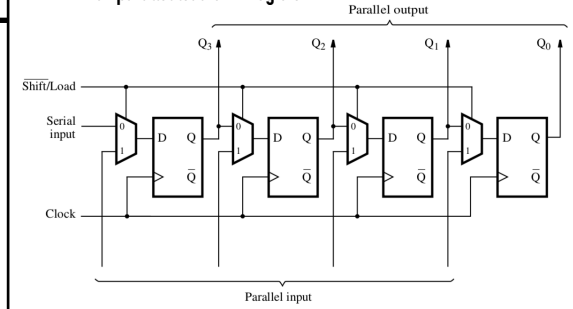 Parallel output
Q3 Q2 Q1 Q0
Shift/Load
Serial
input
0 0 0 0
D Q D Q D Q D Q
1 1 1 1
Q Q Q Q
Clock
Parallel input